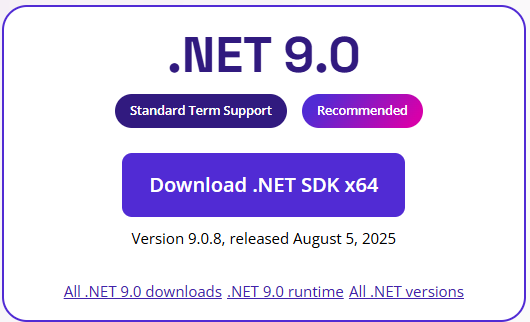 .NET 9.0
Standard Term Support Recommended
Download .NET SDK x64
Version 9.0.8, released August 5, 2025
All .NET 9.0 downloads .NET 9.0 runtime All .NET versions